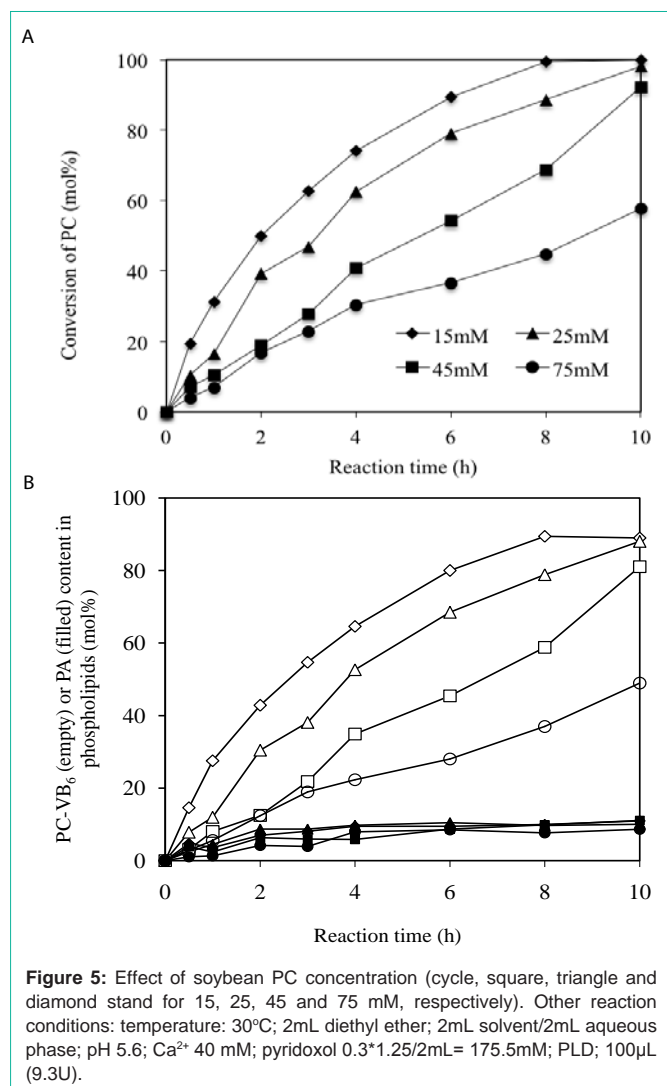 A
100
80
60
40
20
0
Conversion of PC (mol%)
15mM
25mM
45mM
75mM
0 2 4 6 8 10
Reaction time (h)
B
100
80
60
40
20
0
PC-VB6 (empty) or PA (filled) content in
phospholipids (mol%)
0 2 4 6 8 10
Reaction time (h)
Figure 5: Effect of soybean PC concentration (cycle, square, triangle and
diamond stand for 15, 25, 45 and 75 mM, respectively). Other reaction
conditions: temperature: 30ºC; 2mL diethyl ether; 2mL solvent/2mL aqueous
phase; pH 5.6; Ca2+ 40 mM; pyridoxol 0.3*1.25/2mL= 175.5mM; PLD; 100µL
(9.3U).